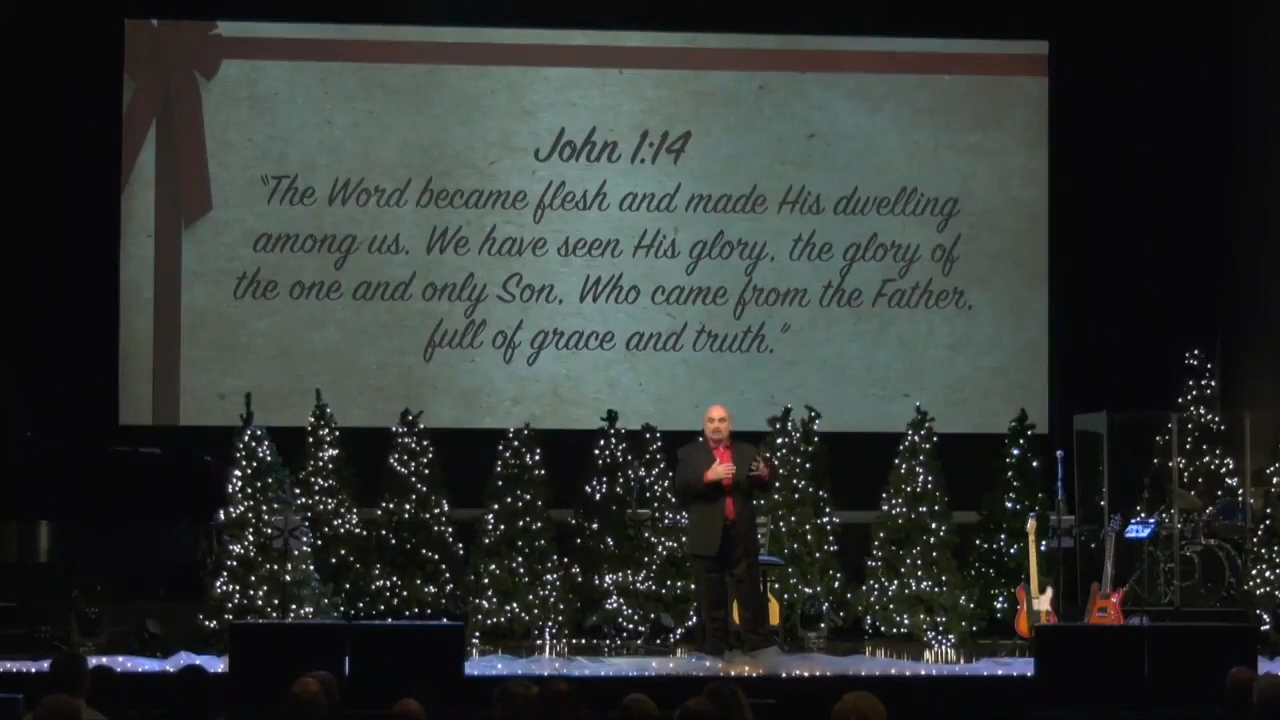 John 1:14
"The Word became flesh and made His dwelling
among us. We have seen His glory, the glory of
the one and only Son, Who came from the Father,
full of grace and truth."